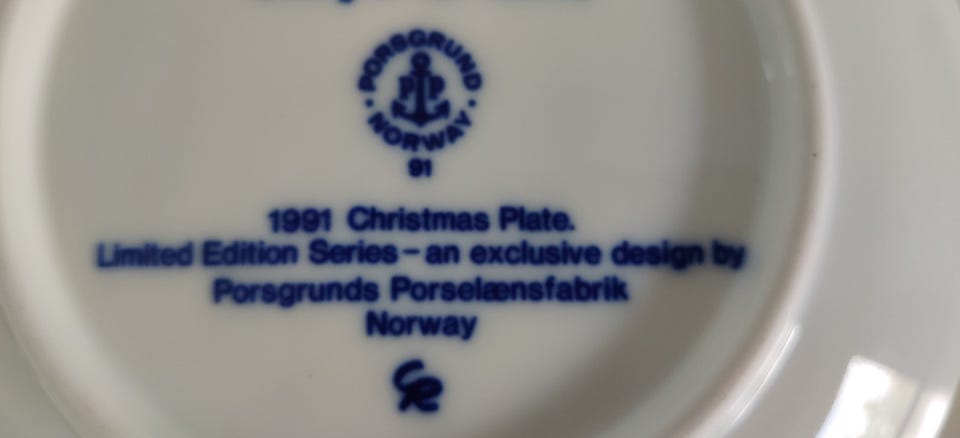 PORSGRUND
P P
NORWAY
91
1991 Christmas Plate.
Limited Edition Series – an exclusive design by
Porsgrunds Porselænsfabrik
Norway